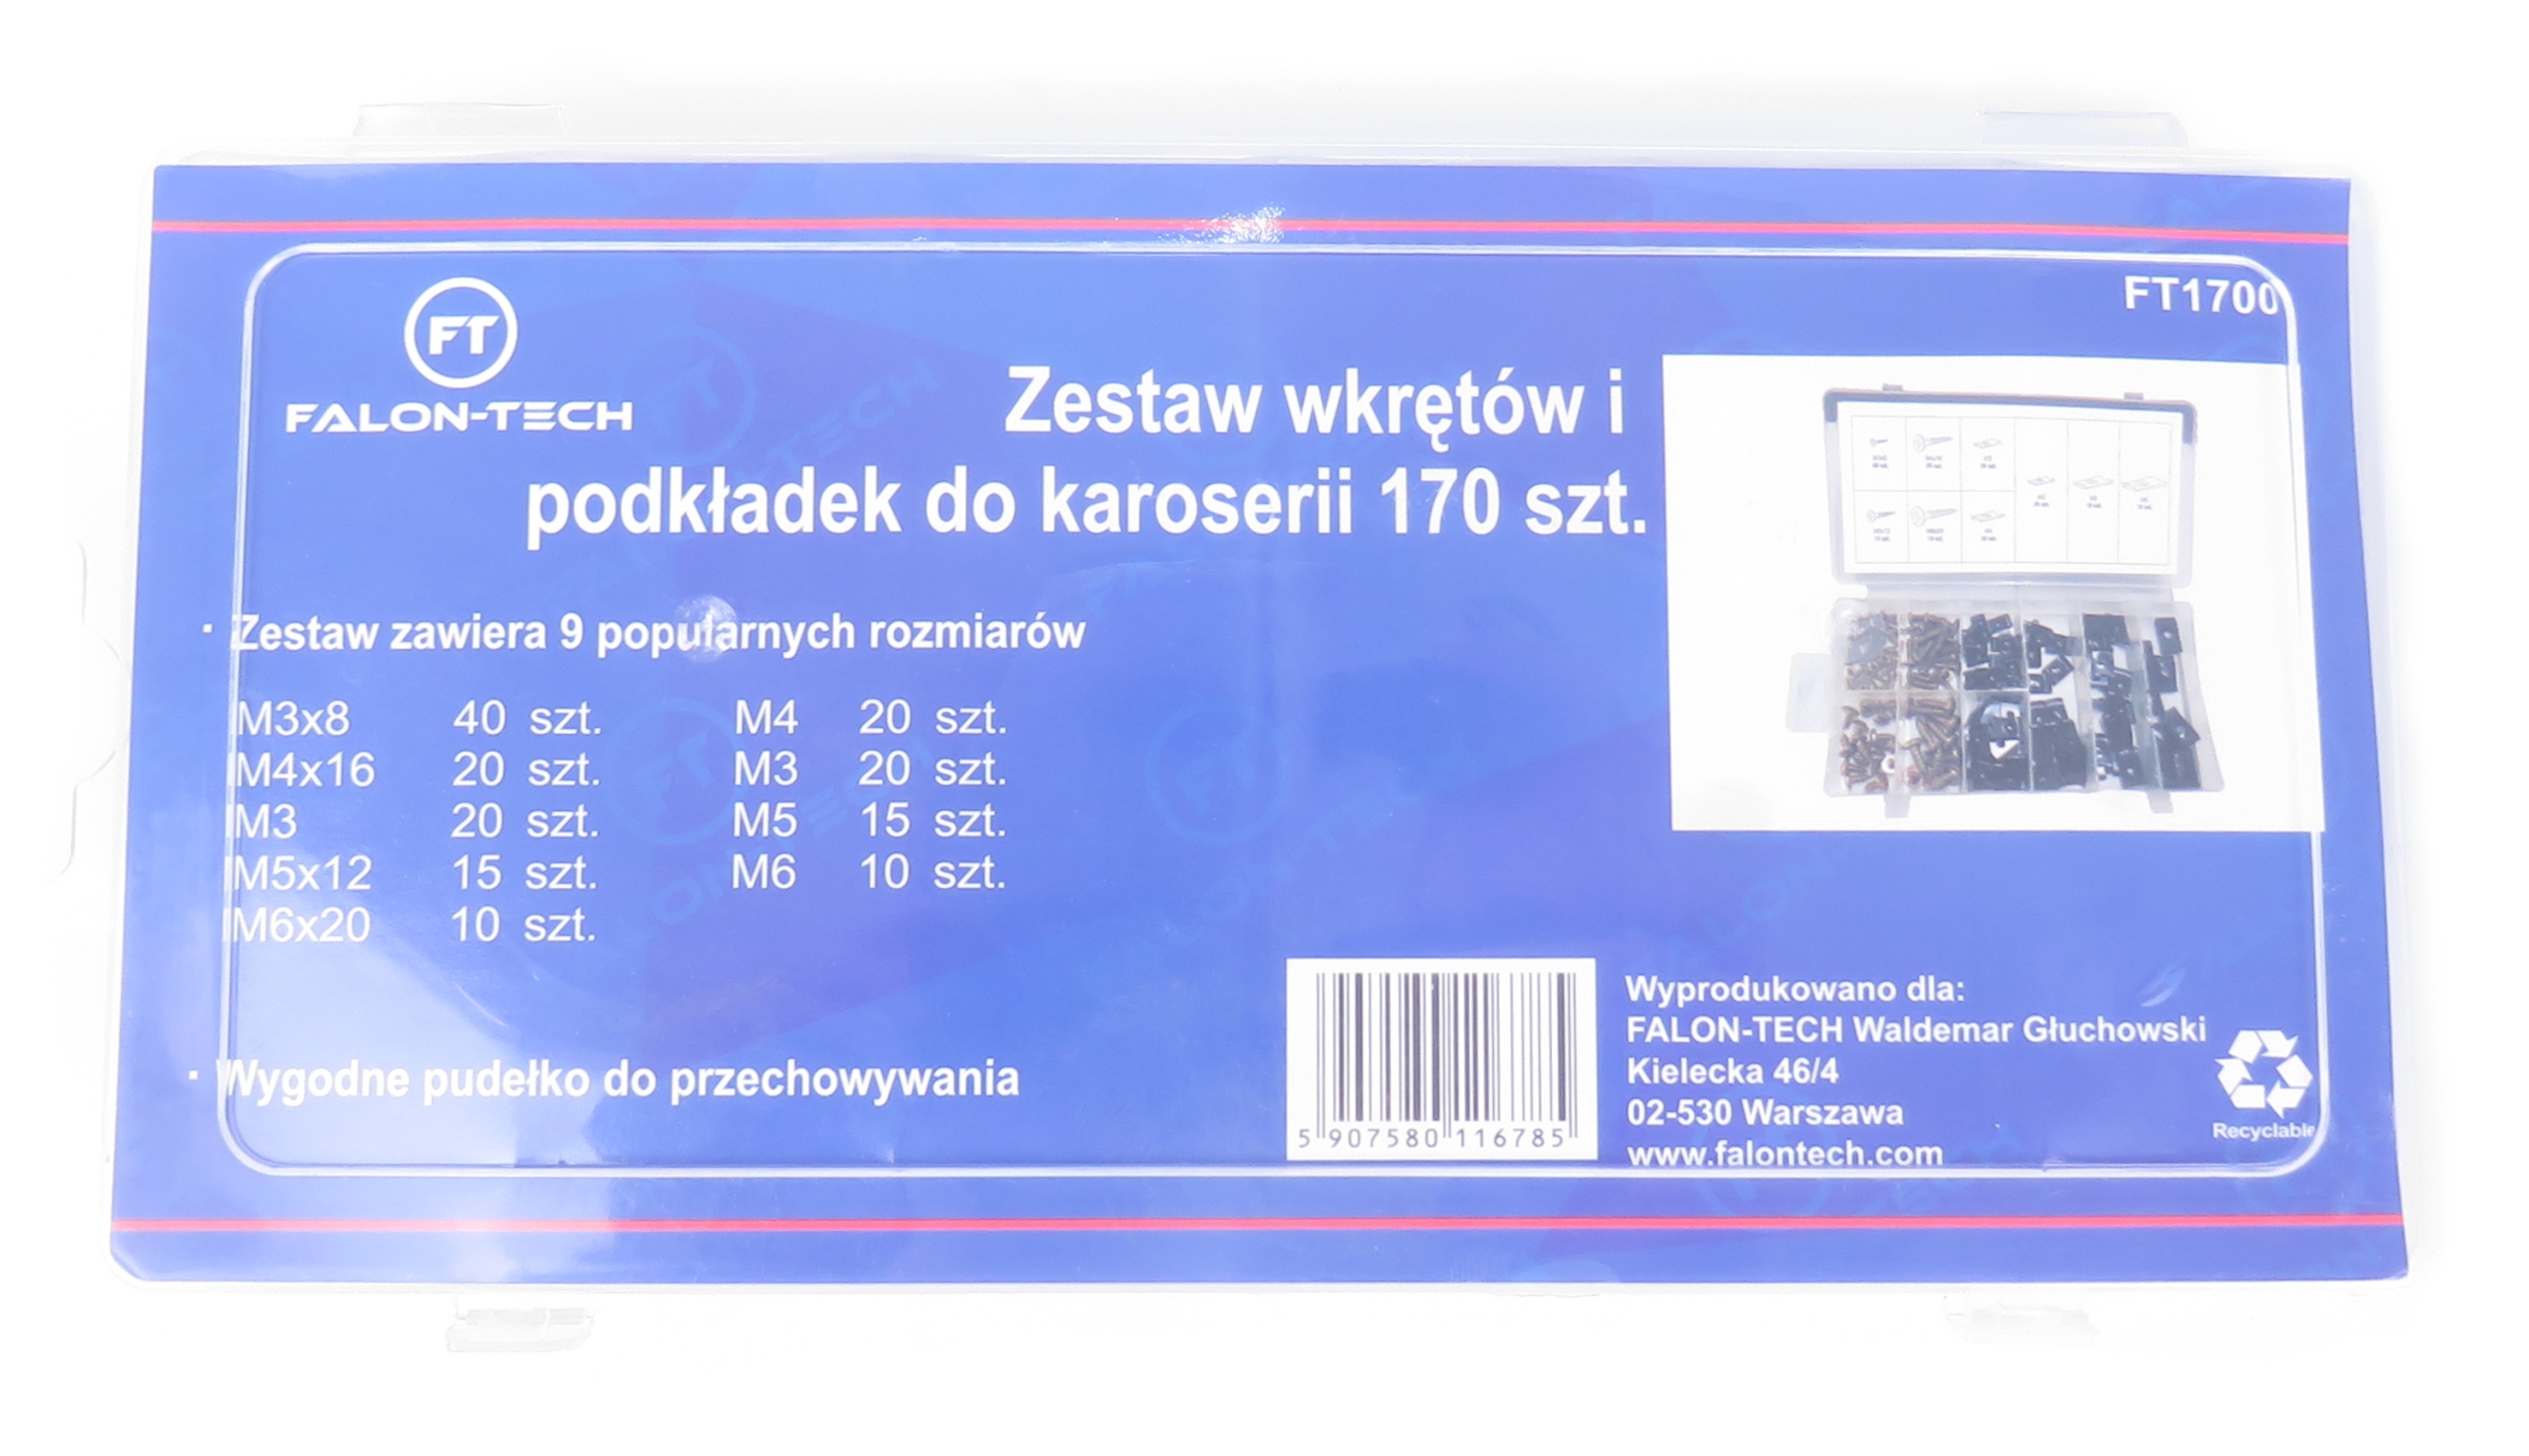 FT
FALON-TECH
FT1700
Zestaw wkrętów i
podkładek do karoserii 170 szt.
· Zestaw zawiera 9 popularnych rozmiarów
M3x8 40 szt. M4 20 szt.
M4x16 20 szt. M3 20 szt.
M3 20 szt. M5 15 szt.
M5x12 15 szt. M6 10 szt.
M6x20 10 szt.
· Wygodne pudełko do przechowywania
5 907580 116785
Wyprodukowano dla:
FALON-TECH Waldemar Głuchowski
Kielecka 46/4
02-530 Warszawa
www.falontech.com
Recyclable